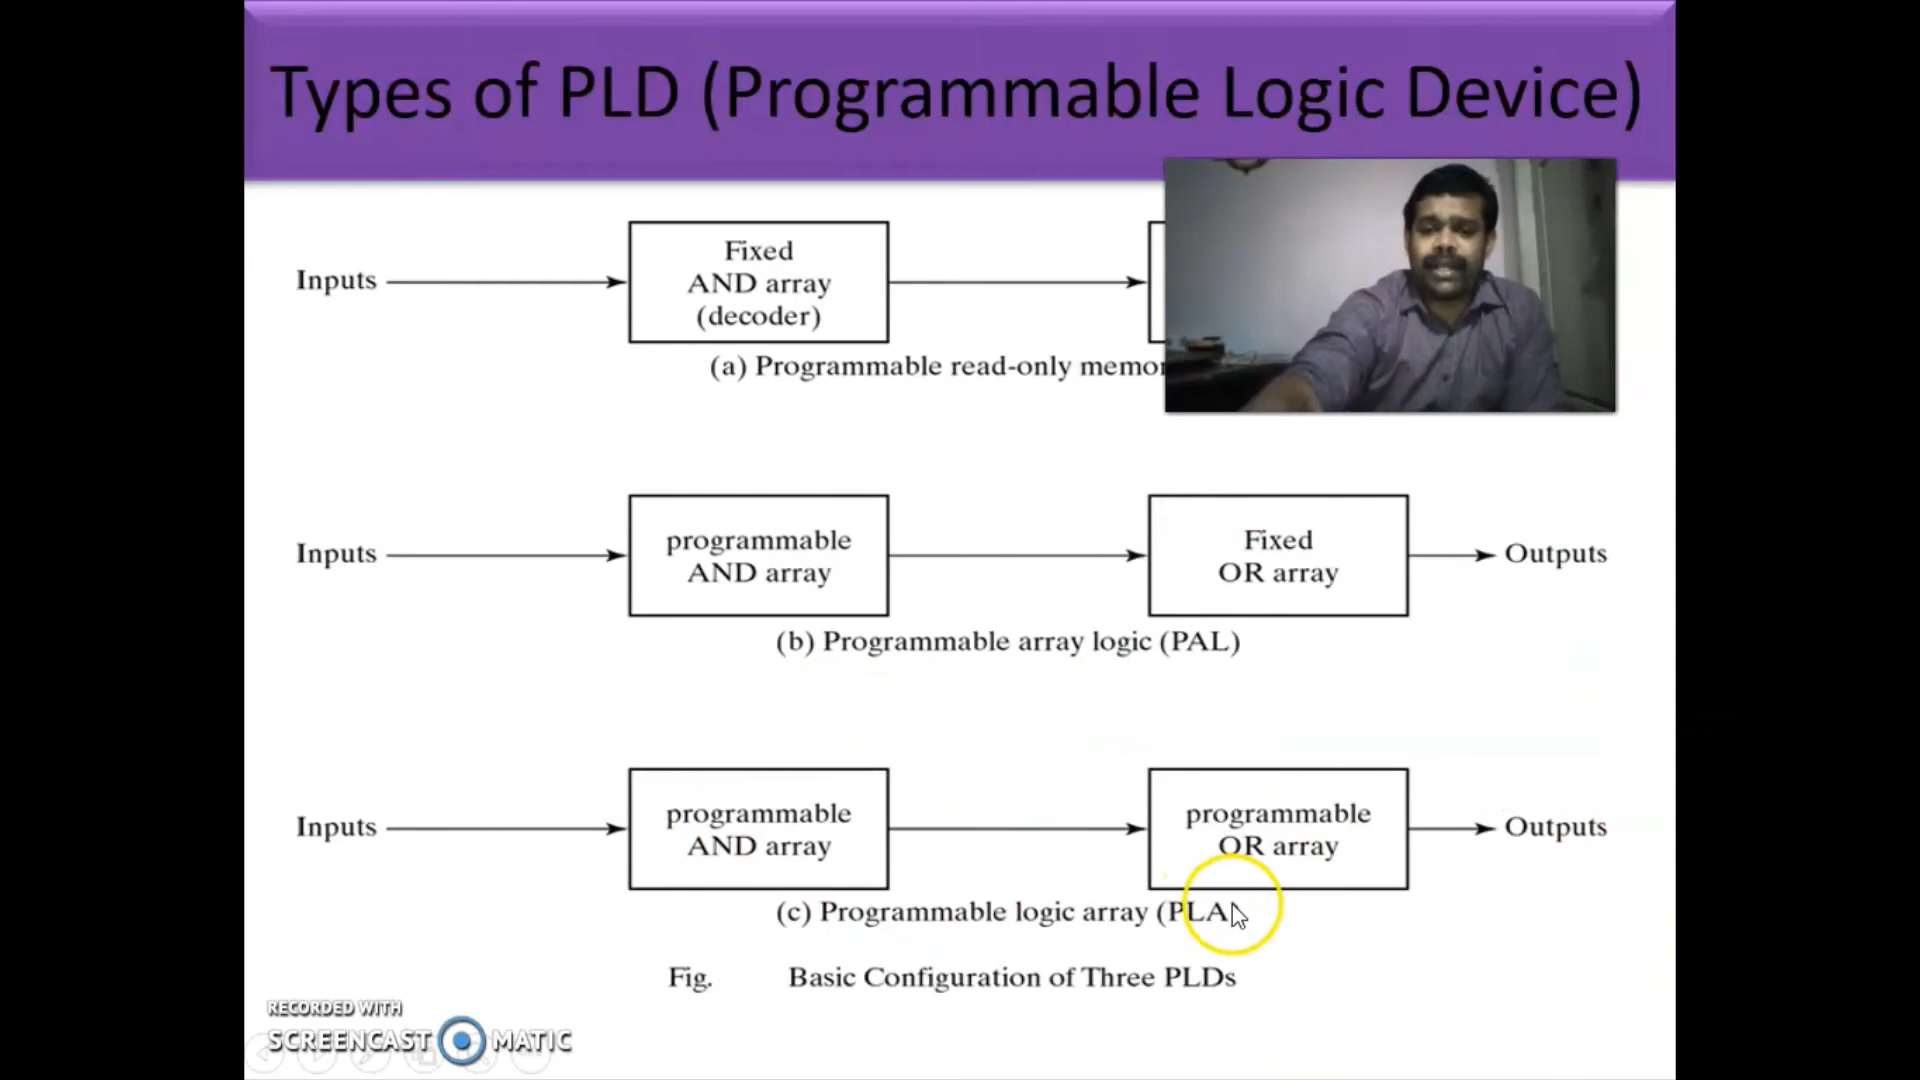 Types of PLD (Programmable Logic Device)
Fixed
AND array
(decoder)
Inputs
(a) Programmable read-only
programmable
AND array
Inputs
Fixed
OR array
Outputs
(b) Programmable array logic (PAL)
programmable
AND array
Inputs
programmable
OR array
Outputs
(c) Programmable logic array (PLA)
Fig. Basic Configuration of Three PLDs
RECORDED WITH
SCREENCAST MATIC